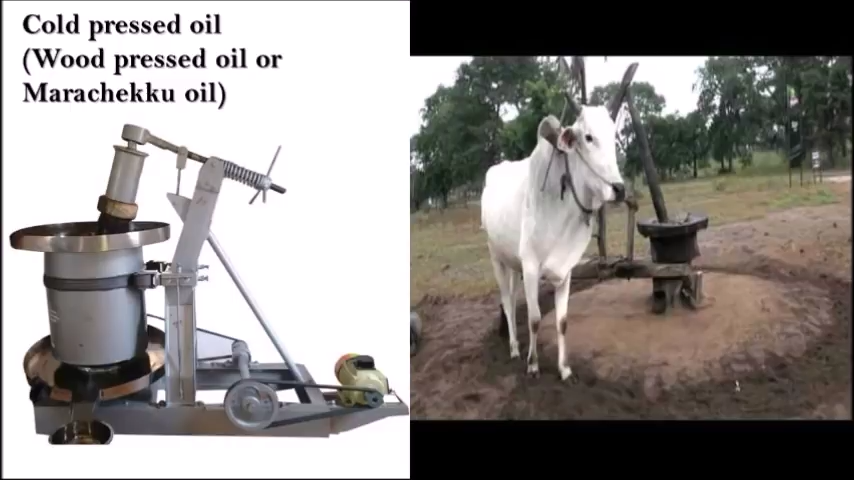 Cold pressed oil
(Wood pressed oil or
Marachekku oil)